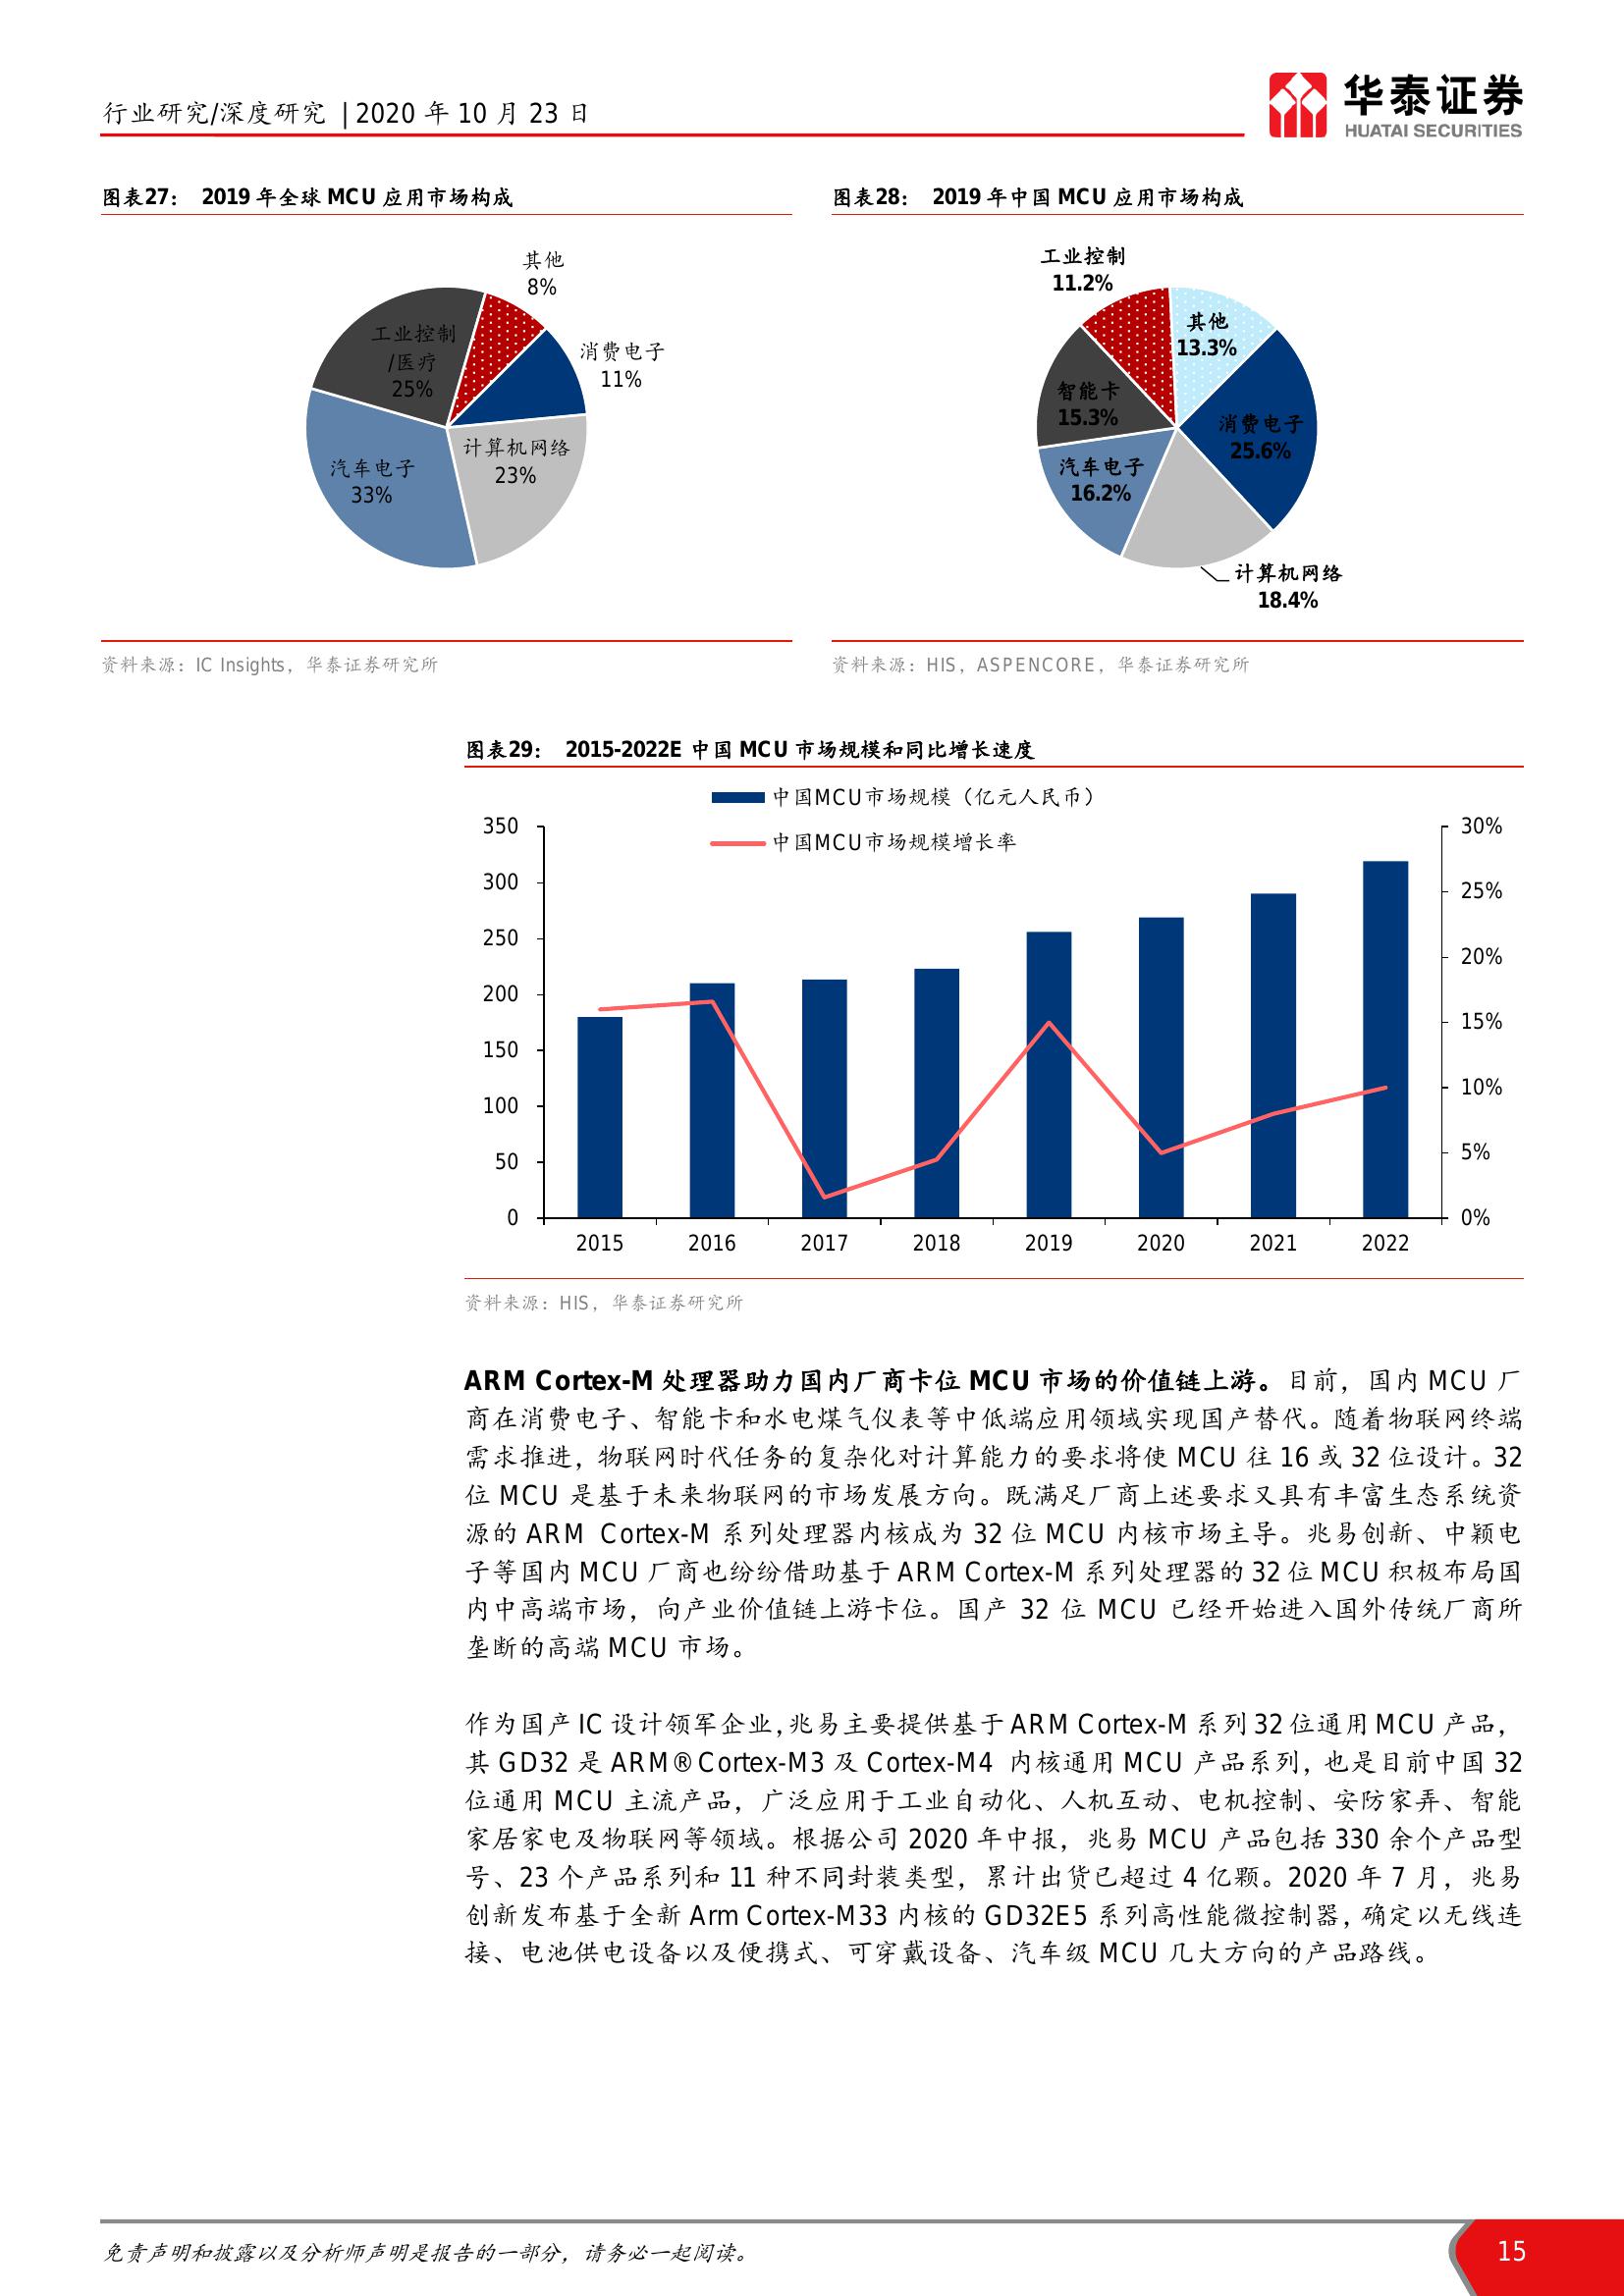 行业研究/深度研究 | 2020 年 10 月 23 日
华泰证券
HUATAI SECURITIES
图表27： 2019 年全球 MCU 应用市场构成
其他
8%
消费电子
11%
工业控制
/医疗
25%
计算机网络
23%
汽车电子
33%
资料来源：IC Insights，华泰证券研究所
图表28： 2019 年中国 MCU 应用市场构成
工业控制
11.2%
其他
13.3%
智能卡
15.3%
消费电子
25.6%
汽车电子
16.2%
计算机网络
18.4%
资料来源：HIS，ASPENCORE，华泰证券研究所
图表29： 2015-2022E 中国 MCU 市场规模和同比增长速度
中国MCU市场规模（亿元人民币）
中国MCU市场规模增长率
350
300
250
200
150
100
50
0
30%
25%
20%
15%
10%
5%
0%
2015 2016 2017 2018 2019 2020 2021 2022
资料来源：HIS，华泰证券研究所
ARM Cortex-M 处理器助力国内厂商卡位 MCU 市场的价值链上游。目前，国内 MCU 厂
商在消费电子、智能卡和水电煤气仪表等中低端应用领域实现国产替代。随着物联网终端
需求推进，物联网时代任务的复杂化对计算能力的要求将使 MCU 往 16 或 32 位设计。32
位 MCU 是基于未来物联网的市场发展方向。既满足厂商上述要求又具有丰富生态系统资
源的 ARM Cortex-M 系列处理器内核成为 32 位 MCU 内核市场主导。兆易创新、中颖电
子等国内 MCU 厂商也纷纷借助基于 ARM Cortex-M 系列处理器的 32 位 MCU 积极布局国
内中高端市场，向产业价值链上游卡位。国产 32 位 MCU 已经开始进入国外传统厂商所
垄断的高端 MCU 市场。
作为国产 IC 设计领军企业，兆易主要提供基于 ARM Cortex-M 系列 32 位通用 MCU 产品，
其 GD32 是 ARM® Cortex-M3 及 Cortex-M4 内核通用 MCU 产品系列，也是目前中国 32
位通用 MCU 主流产品，广泛应用于工业自动化、人机互动、电机控制、安防家弄、智能
家居家电及物联网等领域。根据公司 2020 年中报，兆易 MCU 产品包括 330 余个产品型
号、23 个产品系列和 11 种不同封装类型，累计出货已超过 4 亿颗。2020 年 7 月，兆易
创新发布基于全新 Arm Cortex-M33 内核的 GD32E5 系列高性能微控制器，确定以无线连
接、电池供电设备以及便携式、可穿戴设备、汽车级 MCU 几大方向的产品路线。
免责声明和披露以及分析师声明是报告的一部分，请务必一起阅读。
15